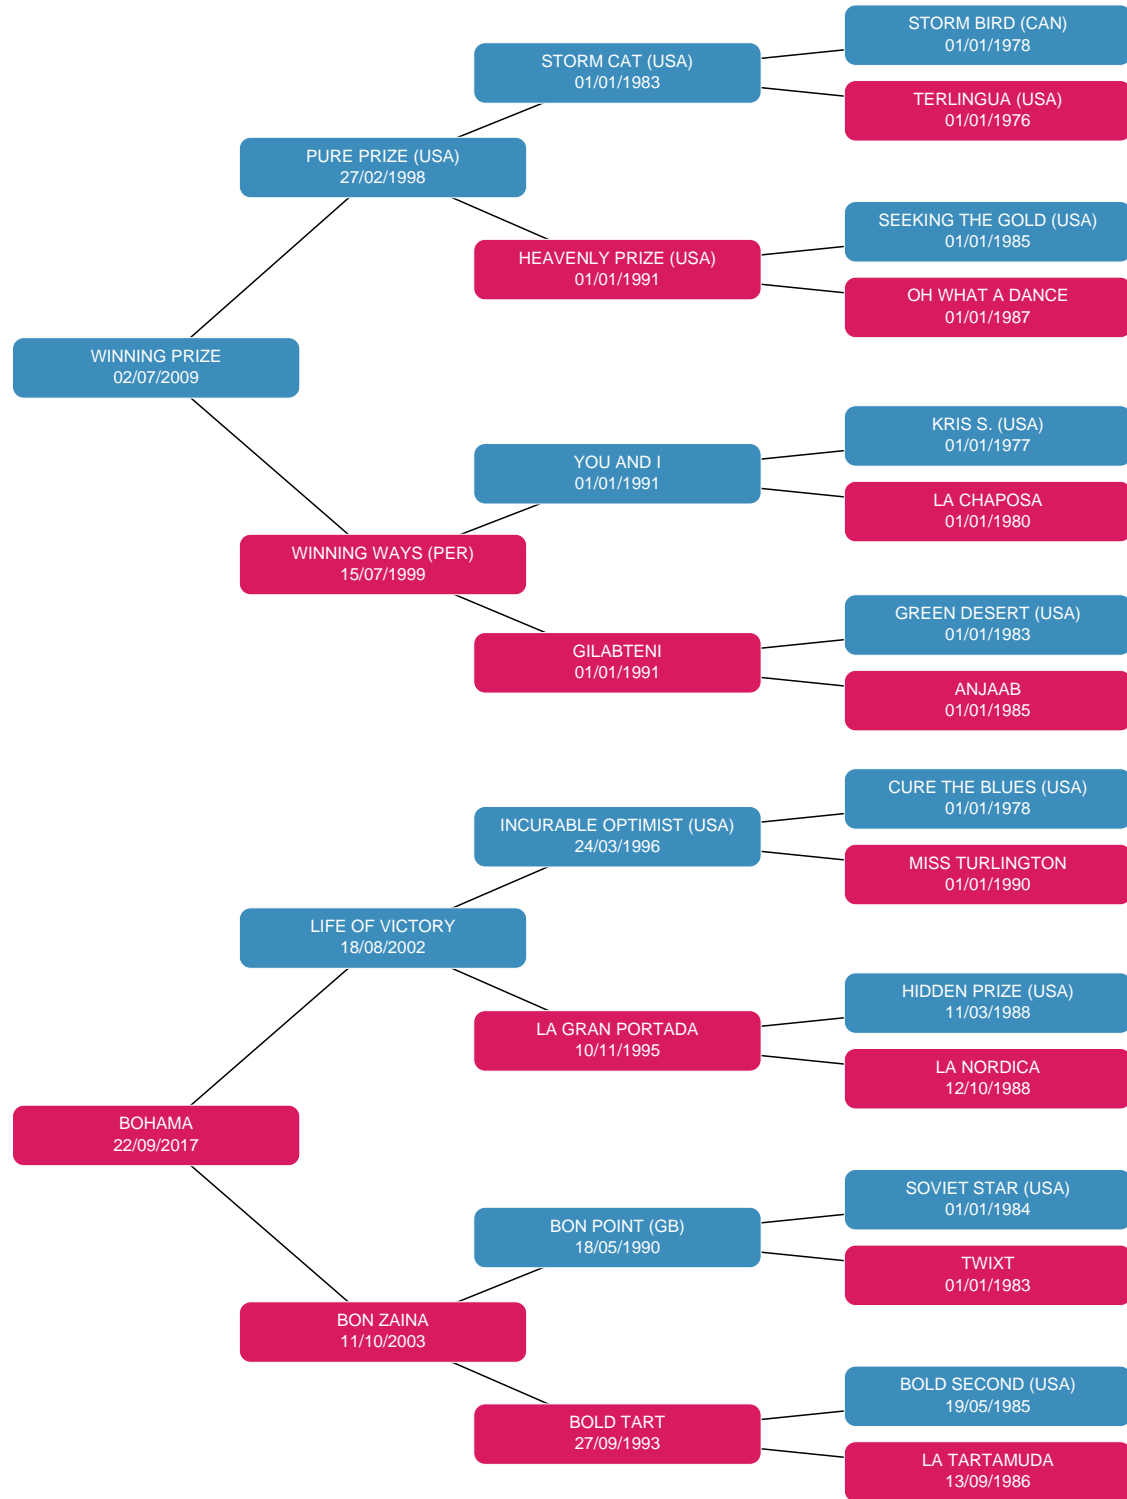 STORM BIRD (CAN)
01/01/1978
STORM CAT (USA)
01/01/1983
TERLINGUA (USA)
01/01/1976
PURE PRIZE (USA)
27/02/1998
SEEKING THE GOLD (USA)
01/01/1985
HEAVENLY PRIZE (USA)
01/01/1991
OH WHAT A DANCE
01/01/1987
WINNING PRIZE
02/07/2009
KRIS S. (USA)
01/01/1977
YOU AND I
01/01/1991
LA CHAPOSA
01/01/1980
WINNING WAYS (PER)
15/07/1999
GREEN DESERT (USA)
01/01/1983
GILABTENI
01/01/1991
ANJAAB
01/01/1985
CURE THE BLUES (USA)
01/01/1978
INCURABLE OPTIMIST (USA)
24/03/1996
MISS TURLINGTON
01/01/1990
LIFE OF VICTORY
18/08/2002
HIDDEN PRIZE (USA)
11/03/1988
LA GRAN PORTADA
10/11/1995
LA NORDICA
12/10/1988
BOHAMA
22/09/2017
SOVIET STAR (USA)
01/01/1984
BON POINT (GB)
18/05/1990
TWIXT
01/01/1983
BON ZAINA
11/10/2003
BOLD SECOND (USA)
19/05/1985
BOLD TART
27/09/1993
LA TARTAMUDA
13/09/1986